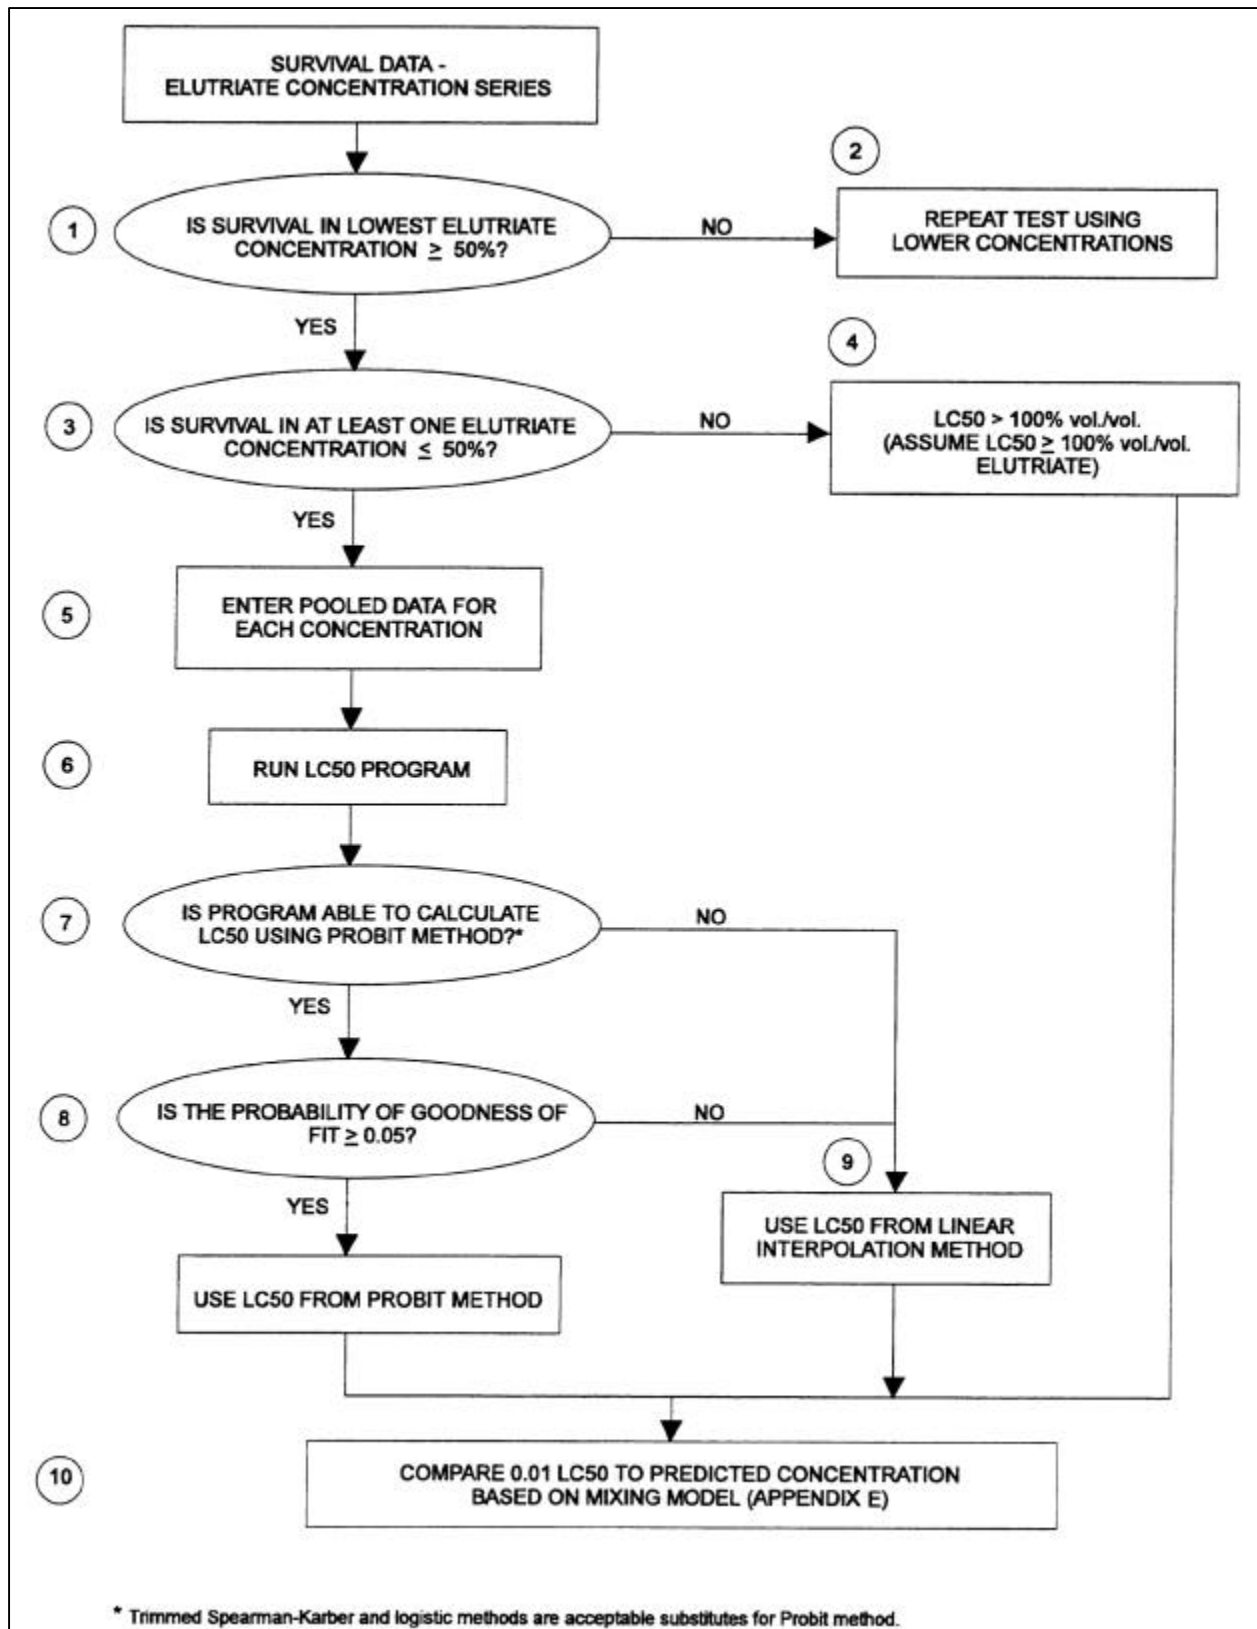 SURVIVAL DATA -
ELUTRIATE CONCENTRATION SERIES
1
IS SURVIVAL IN LOWEST ELUTRIATE
CONCENTRATION ≥ 50%?
NO
2
REPEAT TEST USING
LOWER CONCENTRATIONS
YES
3
IS SURVIVAL IN AT LEAST ONE ELUTRIATE
CONCENTRATION ≤ 50%?
NO
4
LC50 > 100% vol./vol.
(ASSUME LC50 ≥ 100% vol./vol.
ELUTRIATE)
YES
5
ENTER POOLED DATA FOR
EACH CONCENTRATION
6
RUN LC50 PROGRAM
7
IS PROGRAM ABLE TO CALCULATE
LC50 USING PROBIT METHOD?*
NO
YES
8
IS THE PROBABILITY OF GOODNESS OF
FIT ≥ 0.05?
NO
9
USE LC50 FROM LINEAR
INTERPOLATION METHOD
YES
USE LC50 FROM PROBIT METHOD
10
COMPARE 0.01 LC50 TO PREDICTED CONCENTRATION
BASED ON MIXING MODEL (APPENDIX E)
* Trimmed Spearman-Karber and logistic methods are acceptable substitutes for Probit method.